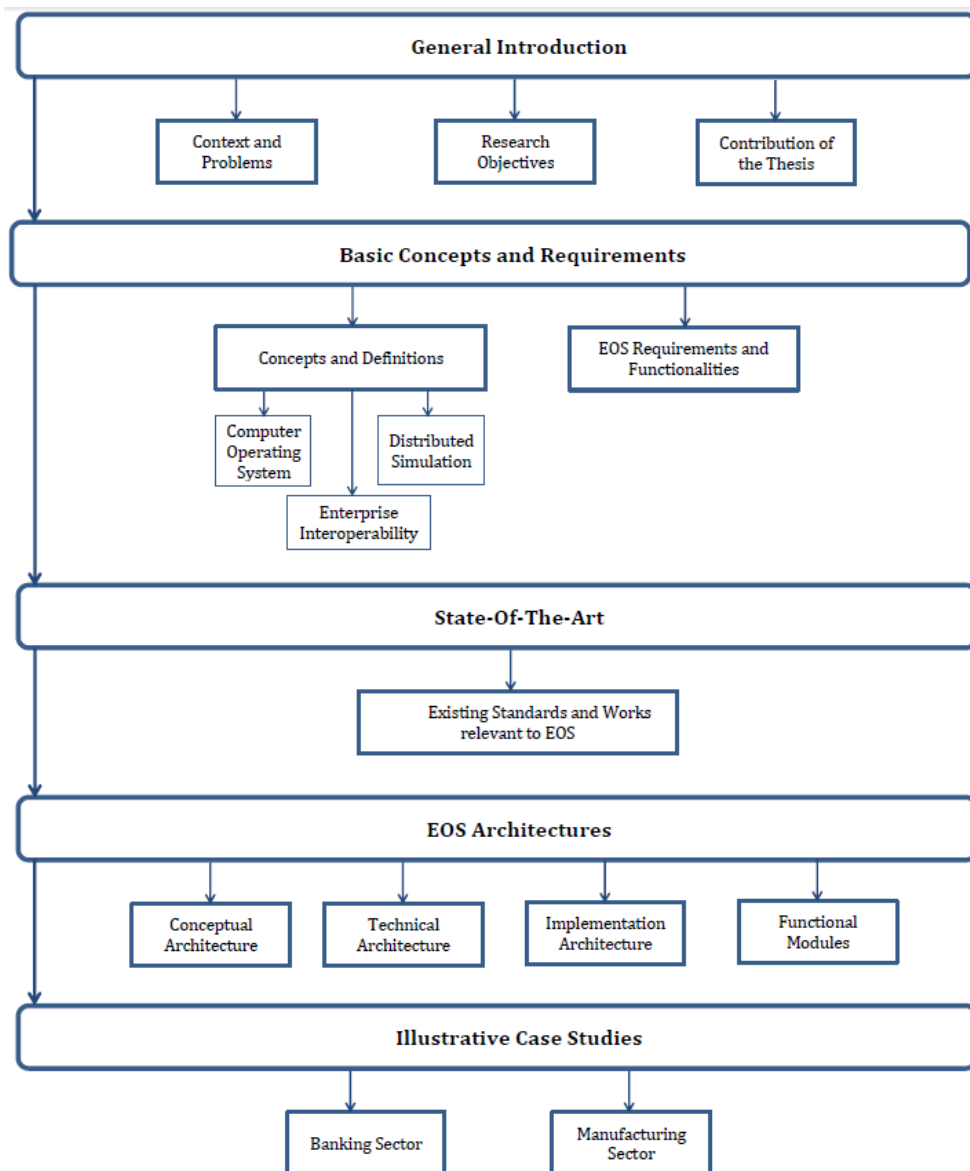 General Introduction
Context and
Problems
Research
Objectives
Contribution of
the Thesis
Basic Concepts and Requirements
Concepts and Definitions
EOS Requirements and
Functionalities
Computer
Operating
System
Distributed
Simulation
Enterprise
Interoperability
State-Of-The-Art
Existing Standards and Works
relevant to EOS
EOS Architectures
Conceptual
Architecture
Technical
Architecture
Implementation
Architecture
Functional
Modules
Illustrative Case Studies
Banking Sector
Manufacturing
Sector